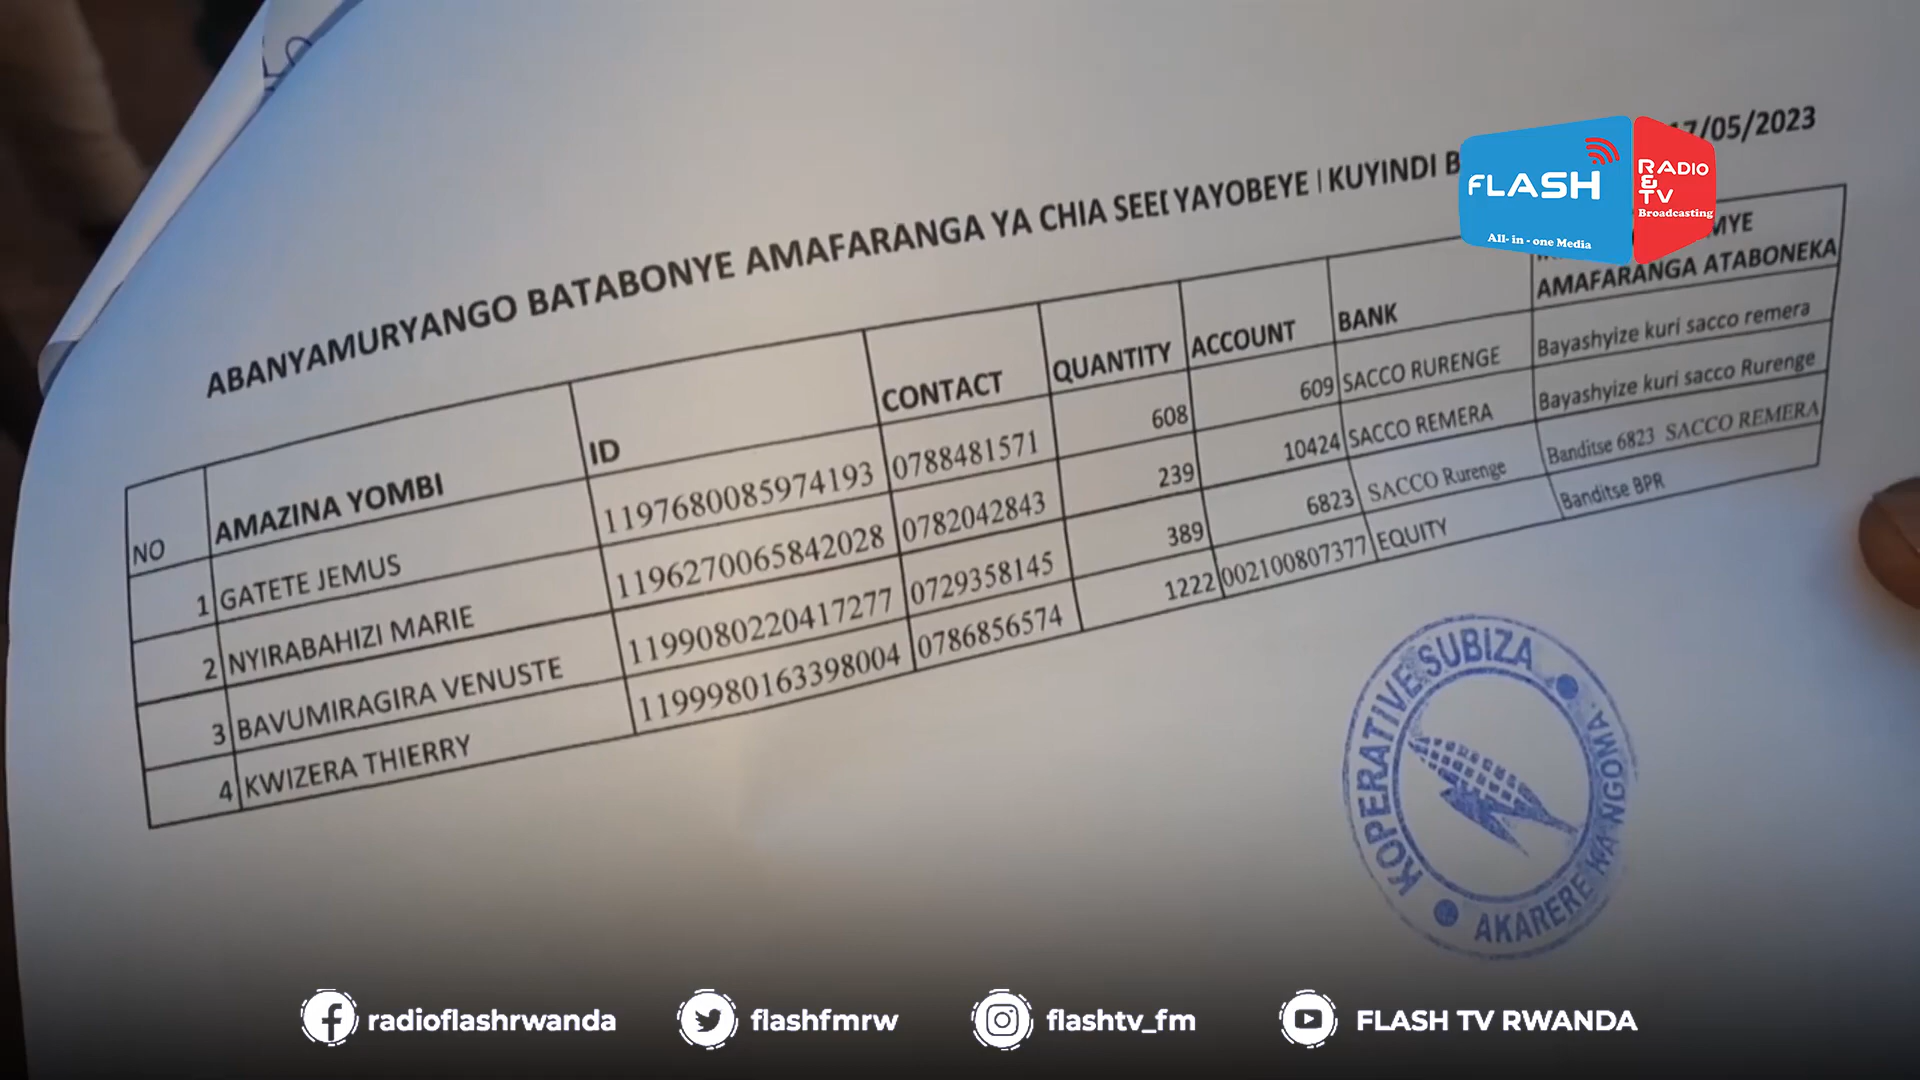 17/05/2023
ABANYAMURYANGO BATABONYE AMAFARANGA YA CHIA SEED YAYOBEYE KUYINDI
FLASH
RADIO
&
TV
Broadcasting
All- in - one Media
NO AMAZINA YOMBI ID CONTACT QUANTITY ACCOUNT BANK AMAFARANGA ATABONEKA
1 GATETE JEMUS 1197680085974193 0788481571 608 609 SACCO RURENGE Bayashyize kuri sacco remera
2 NYIRABAHIZI MARIE 1196270065842028 0782042843 239 10424 SACCO REMERA Bayashyize kuri sacco Rurenge
3 BAVUMIRAGIRA VENUSTE 1199080220417277 0729358145 389 6823 SACCO Rurenge Banditse 6823 SACCO REMERA
4 KWIZERA THIERRY 1199980163398004 0786856574 1222 002100807377 EQUITY Banditse BPR
KOPERATIVE SUBIZA
AKARERE KA NGOMA.
radioflashrwanda flashfmrw flashtv_fm FLASH TV RWANDA